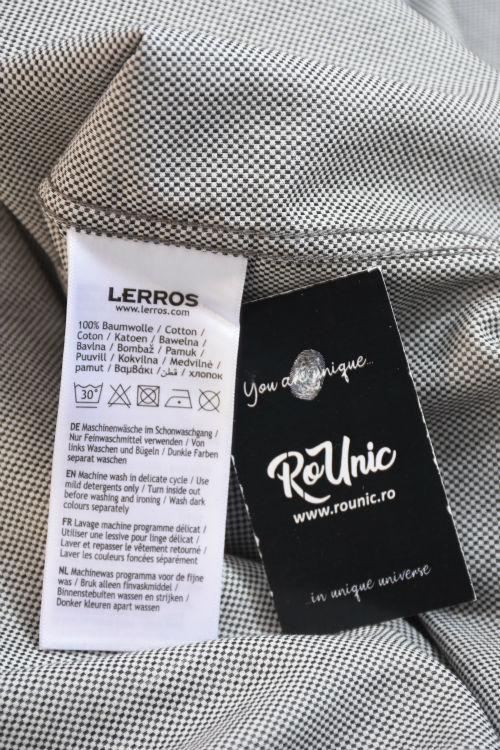 LERROS
www.lerros.com
100% Baumwolle / Cotton /
Coton / Katoen / Bawełna /
Bavlna / Bombaž / Pamuk /
Puuvill / Kokvilna / Medvilnė /
pamut / Βαμβάκι / قطن / хлопок
30°
DE Maschinenwäsche im Schonwaschgang /
Nur Feinwaschmittel verwenden / Von
links Waschen und Bügeln / Dunkle Farben
separat waschen
EN Machine wash in delicate cycle / Use
mild detergents only / Turn inside out
before washing and ironing / Wash dark
colours separately
FR Lavage machine programme délicat /
Utiliser une lessive pour linge délicat /
Laver et repasser le vêtement retourné /
Laver les couleurs foncées séparément
NL Machinewas programma voor de fijne
was / Bruk alleen finvaskmiddel /
Binnenstebuiten wassen en strijken /
Donker kleuren apart wassen
You are unique...
RoUnic
www.rounic.ro
...in unique universe